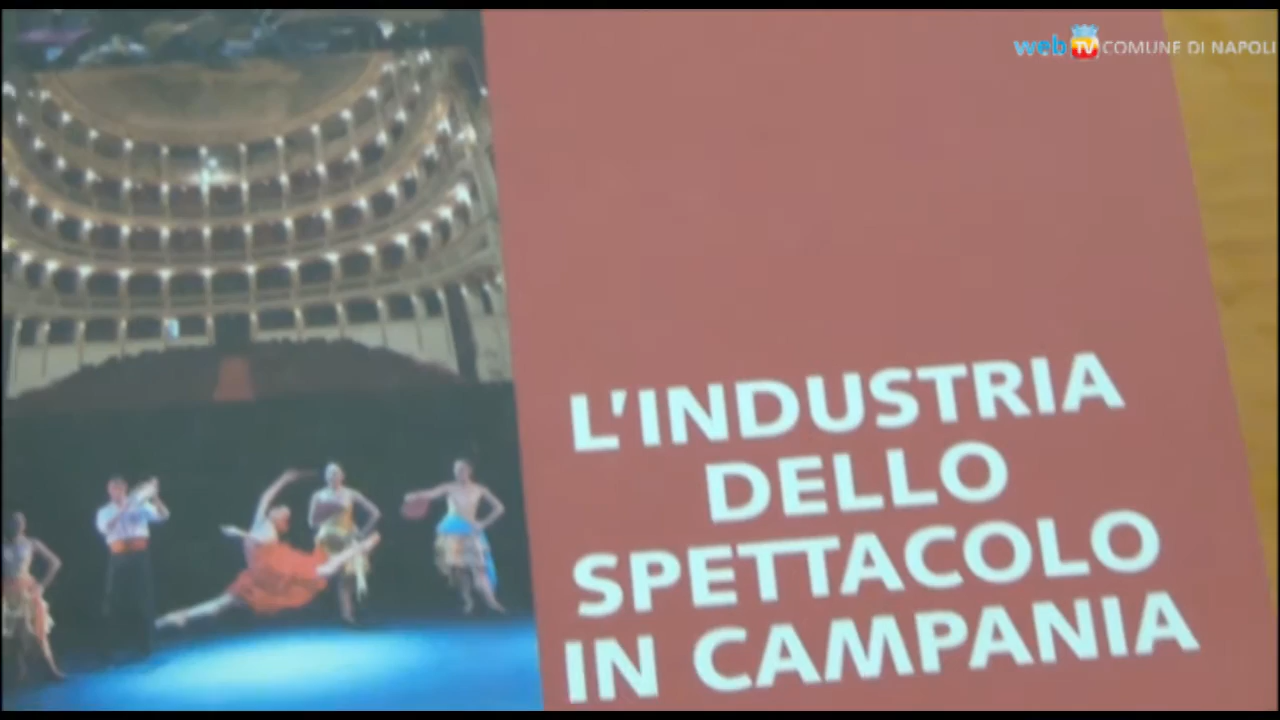 web TV COMUNE DI NAPOLI
L'INDUSTRIA
DELLO
SPETTACOLO
IN CAMPANIA